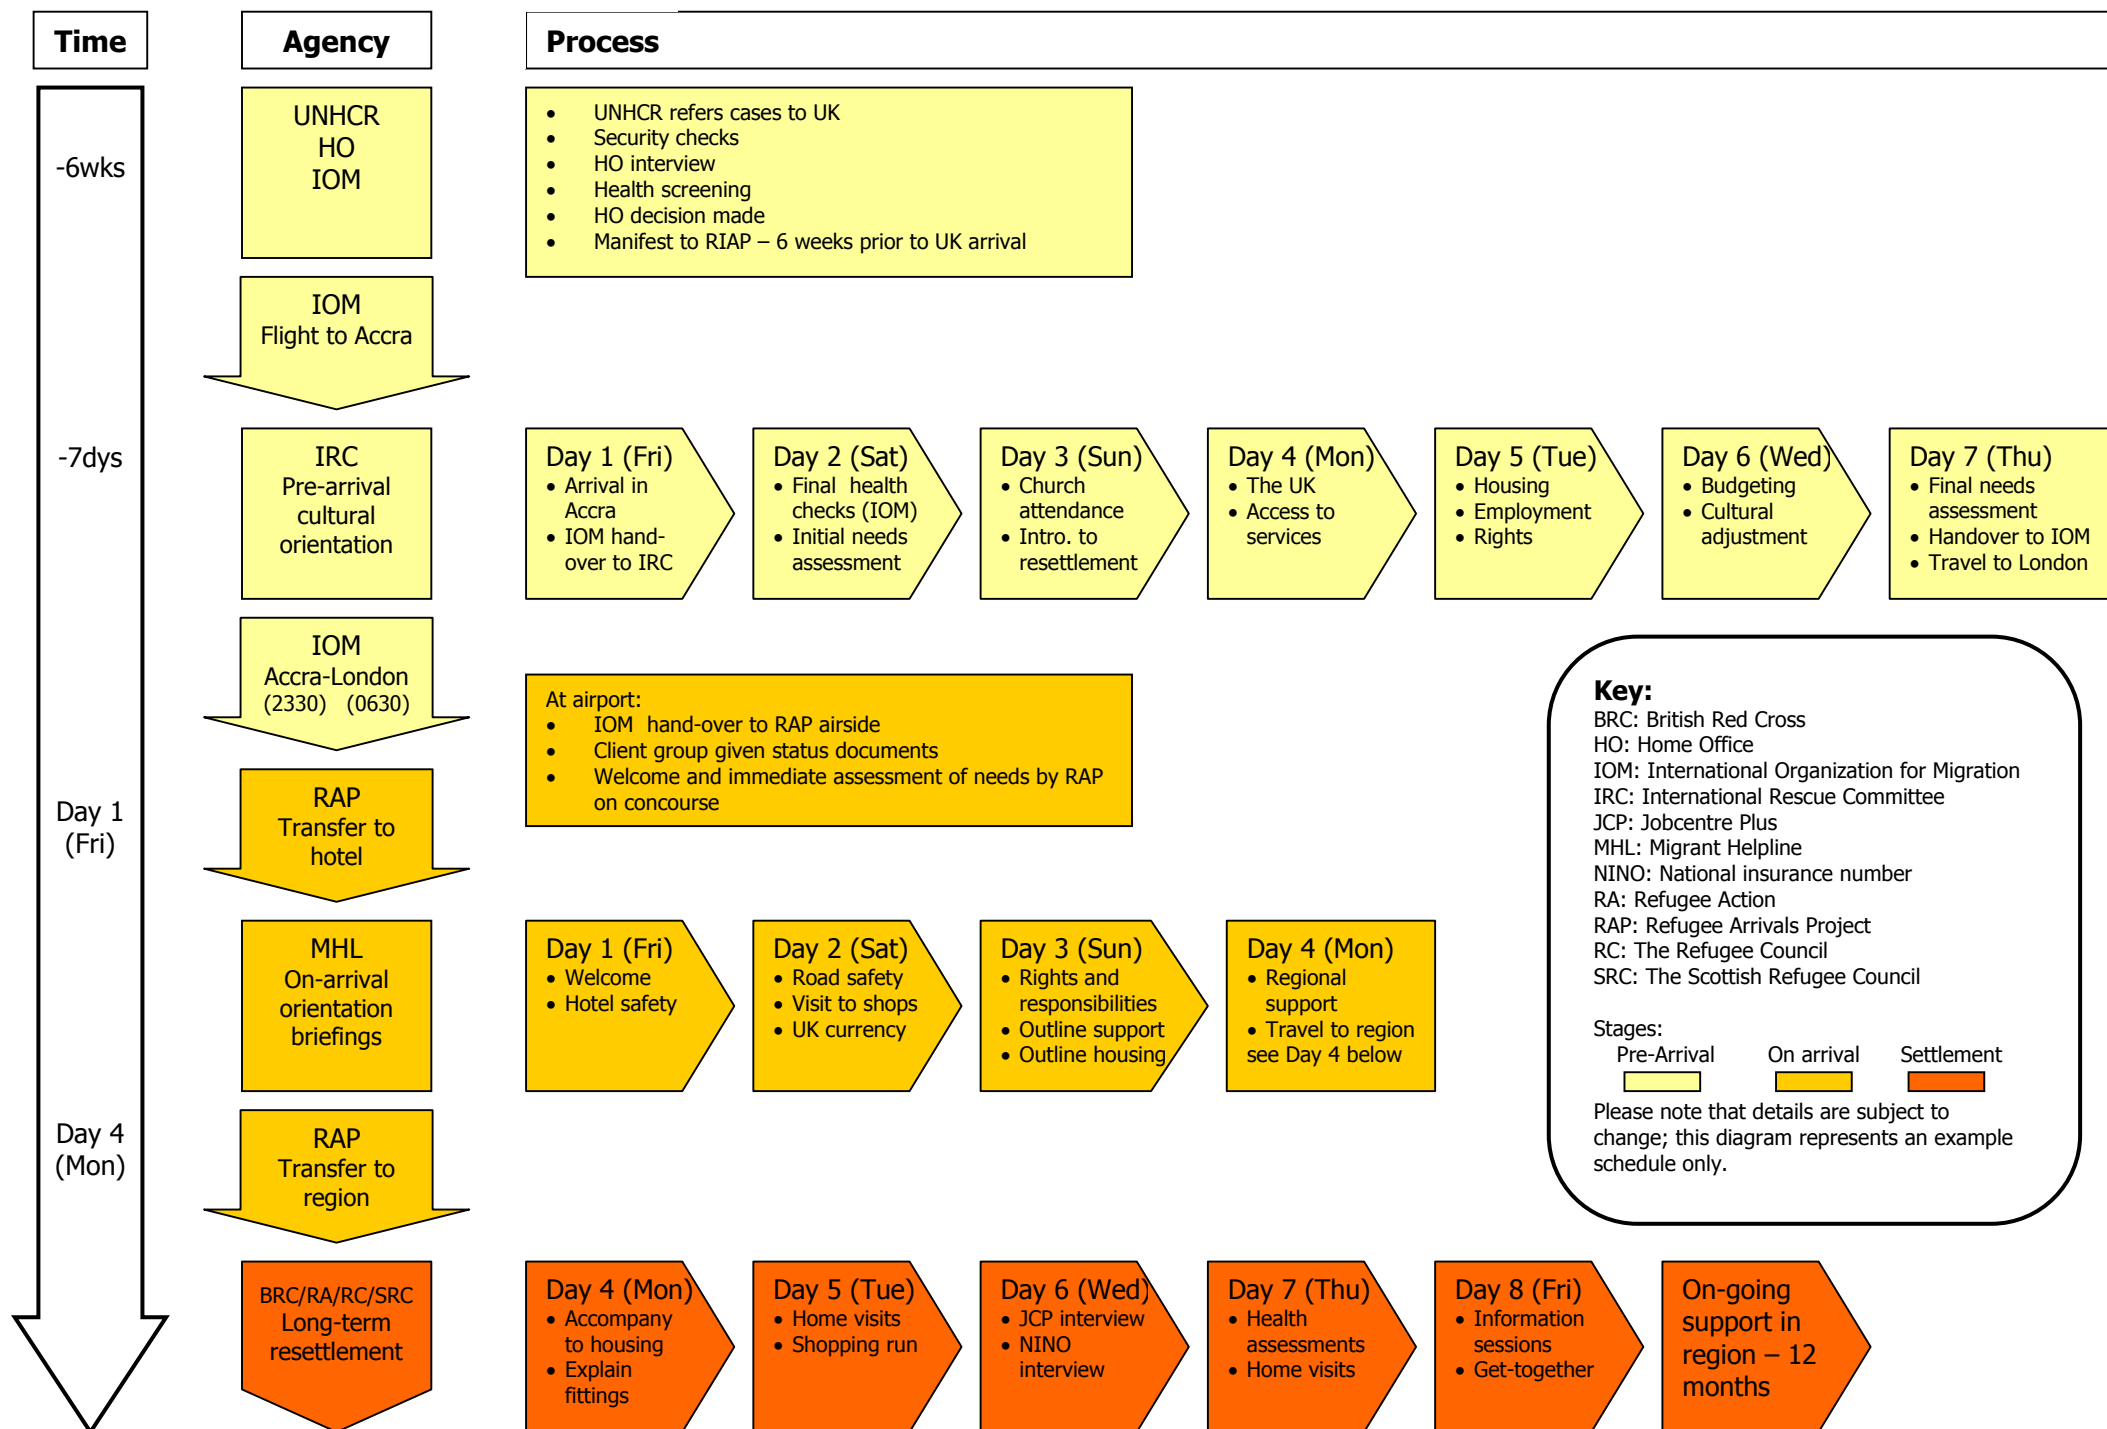 Time
Agency
Process
-6wks
UNHCR
HO
IOM
• UNHCR refers cases to UK
• Security checks
• HO interview
• Health screening
• HO decision made
• Manifest to RIAP – 6 weeks prior to UK arrival
IOM
Flight to Accra
-7dys
IRC
Pre-arrival
cultural
orientation
Day 1 (Fri)
• Arrival in
Accra
• IOM hand-
over to IRC
Day 2 (Sat)
• Final health
checks (IOM)
• Initial needs
assessment
Day 3 (Sun)
• Church
attendance
• Intro. to
resettlement
Day 4 (Mon)
• The UK
• Access to
services
Day 5 (Tue)
• Housing
• Employment
• Rights
Day 6 (Wed)
• Budgeting
• Cultural
adjustment
Day 7 (Thu)
• Final needs
assessment
• Handover to IOM
• Travel to London
IOM
Accra-London
(2330) (0630)
At airport:
• IOM hand-over to RAP airside
• Client group given status documents
• Welcome and immediate assessment of needs by RAP
on concourse
Day 1
(Fri)
RAP
Transfer to
hotel
MHL
On-arrival
orientation
briefings
Day 1 (Fri)
• Welcome
• Hotel safety
Day 2 (Sat)
• Road safety
• Visit to shops
• UK currency
Day 3 (Sun)
• Rights and
responsibilities
• Outline support
• Outline housing
Day 4 (Mon)
• Regional
support
• Travel to region
see Day 4 below
Key:
BRC: British Red Cross
HO: Home Office
IOM: International Organization for Migration
IRC: International Rescue Committee
JCP: Jobcentre Plus
MHL: Migrant Helpline
NINO: National insurance number
RA: Refugee Action
RAP: Refugee Arrivals Project
RC: The Refugee Council
SRC: The Scottish Refugee Council
Stages:
Pre-Arrival On arrival Settlement
Please note that details are subject to
change; this diagram represents an example
schedule only.
Day 4
(Mon)
RAP
Transfer to
region
BRC/RA/RC/SRC
Long-term
resettlement
Day 4 (Mon)
• Accompany
to housing
• Explain
fittings
Day 5 (Tue)
• Home visits
• Shopping run
Day 6 (Wed)
• JCP interview
• NINO
interview
Day 7 (Thu)
• Health
assessments
• Home visits
Day 8 (Fri)
• Information
sessions
• Get-together
On-going
support in
region – 12
months